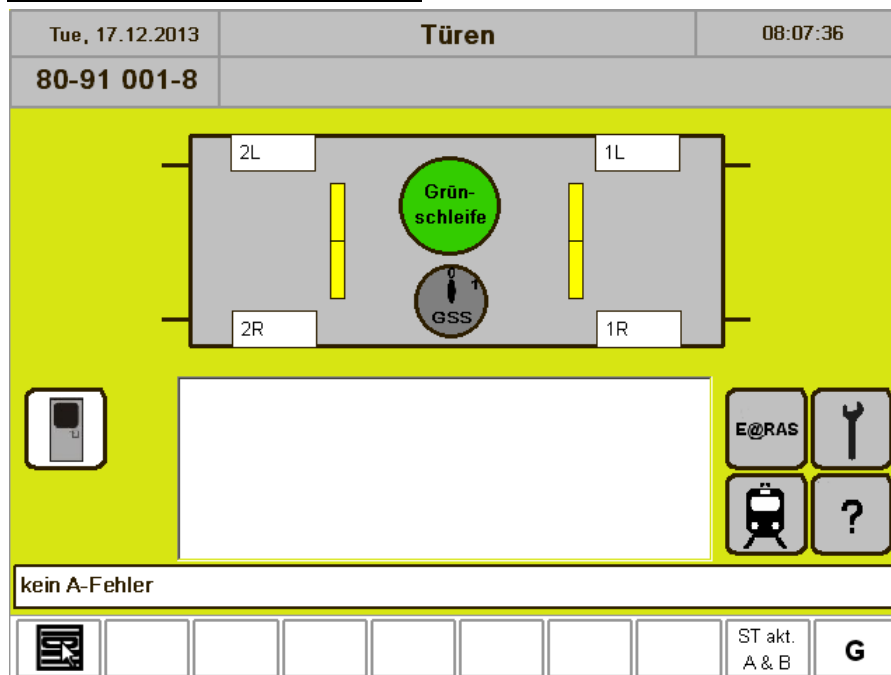 Tue, 17.12.2013
Türen
08:07:36
80-91 001-8
2L
1L
Grün-
schleife
0
1
GSS
2R
1R
E@RAS
?
kein A-Fehler
ST akt.
A & B
G